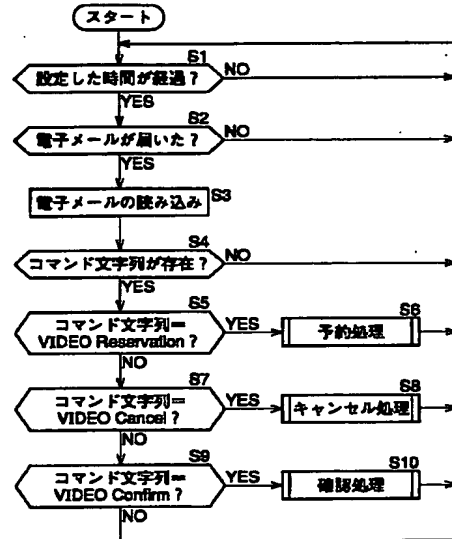 スタート
S1
設定した時間が経過？ NO
YES
S2
電子メールが届いた？ NO
YES
電子メールの読み込み S3
S4
コマンド文字列が存在？ NO
YES
S5
コマンド文字列＝
VIDEO Reservation？
YES
S6
予約処理
NO
S7
コマンド文字列＝
VIDEO Cancel？
YES
S8
キャンセル処理
NO
S9
コマンド文字列＝
VIDEO Confirm？
YES
S10
確認処理
NO